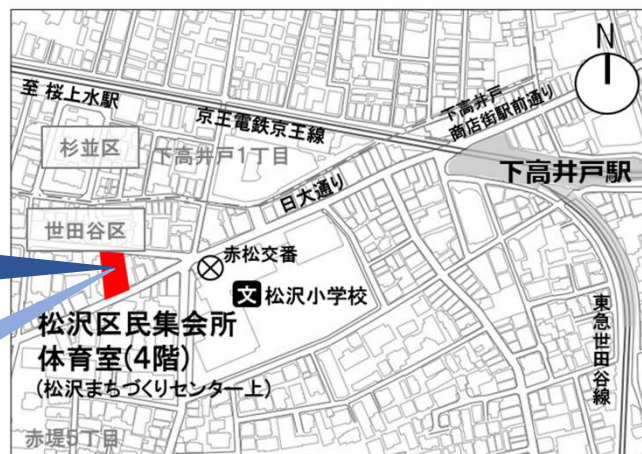 N
至 桜上水駅
京王電鉄京王線
下高井戸
商店街駅前通り
杉並区
下高井戸1丁目
下高井戸駅
日大通り
世田谷区
赤松交番
文
松沢小学校
松沢区民集会所
体育室(4階)
(松沢まちづくりセンター上)
東急世田谷線
赤堤5丁目